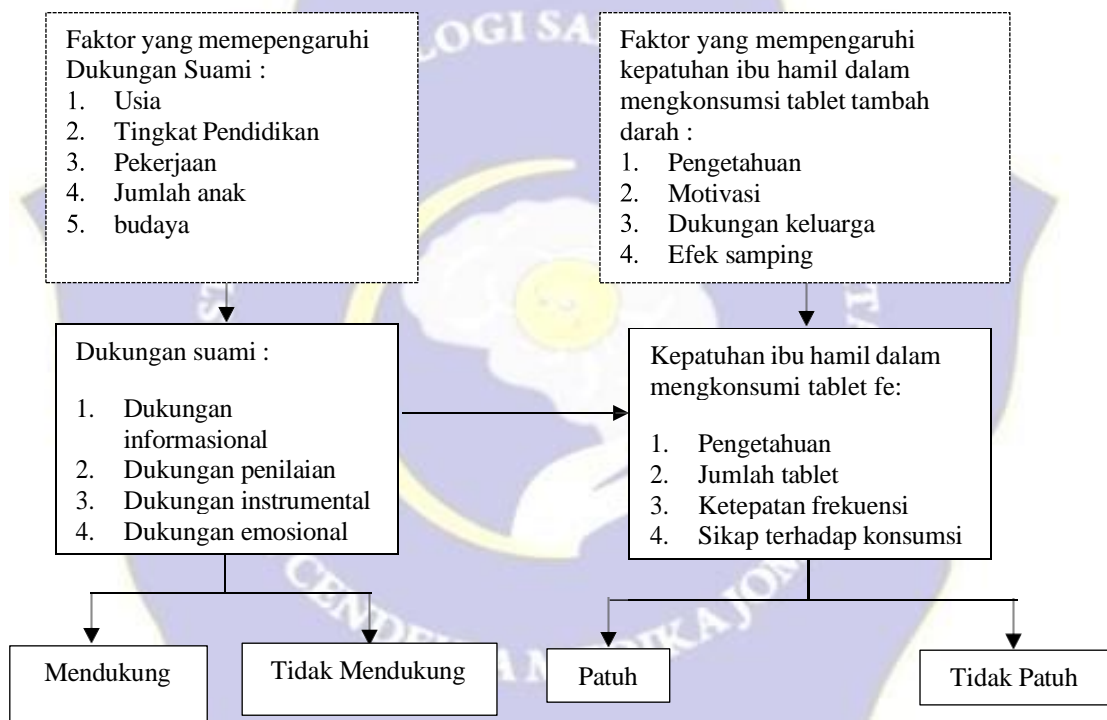 Faktor yang memepengaruhi
Dukungan Suami :
1. Usia
2. Tingkat Pendidikan
3. Pekerjaan
4. Jumlah anak
5. budaya
Faktor yang mempengaruhi
kepatuhan ibu hamil dalam
mengkonsumsi tablet tambah
darah :
1. Pengetahuan
2. Motivasi
3. Dukungan keluarga
4. Efek samping
Dukungan suami :
1. Dukungan
informasional
2. Dukungan penilaian
3. Dukungan instrumental
4. Dukungan emosional
Kepatuhan ibu hamil dalam
mengkonsumi tablet fe:
1. Pengetahuan
2. Jumlah tablet
3. Ketepatan frekuensi
4. Sikap terhadap konsumsi
Mendukung
Tidak Mendukung
Patuh
Tidak Patuh